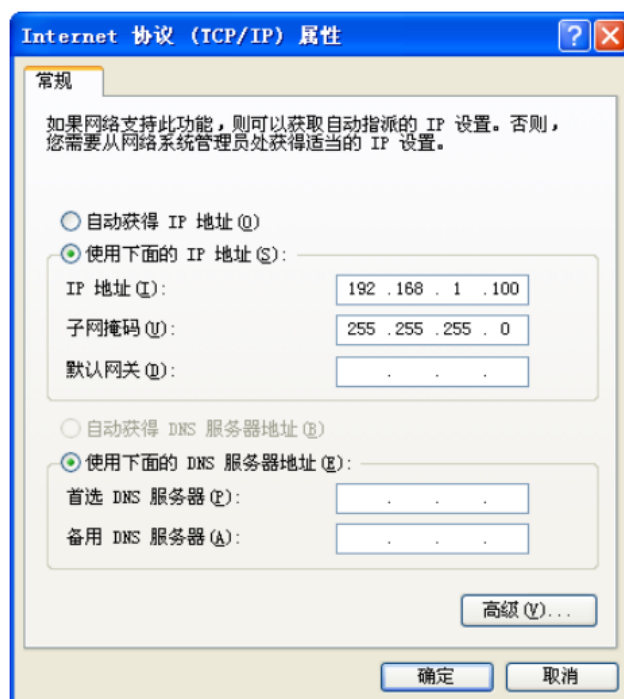 Internet 协议 (TCP/IP) 属性
常规
如果网络支持此功能，则可以获取自动指派的 IP 设置。否则，
您需要从网络系统管理员处获得适当的 IP 设置。
自动获得 IP 地址(O)
使用下面的 IP 地址(S):
IP 地址(I): 192 .168 . 1 .100
子网掩码(U): 255 .255 .255 . 0
默认网关(D): . . .
自动获得 DNS 服务器地址(B)
使用下面的 DNS 服务器地址(E):
首选 DNS 服务器(P): . . .
备用 DNS 服务器(A): . . .
高级(V)...
确定 取消